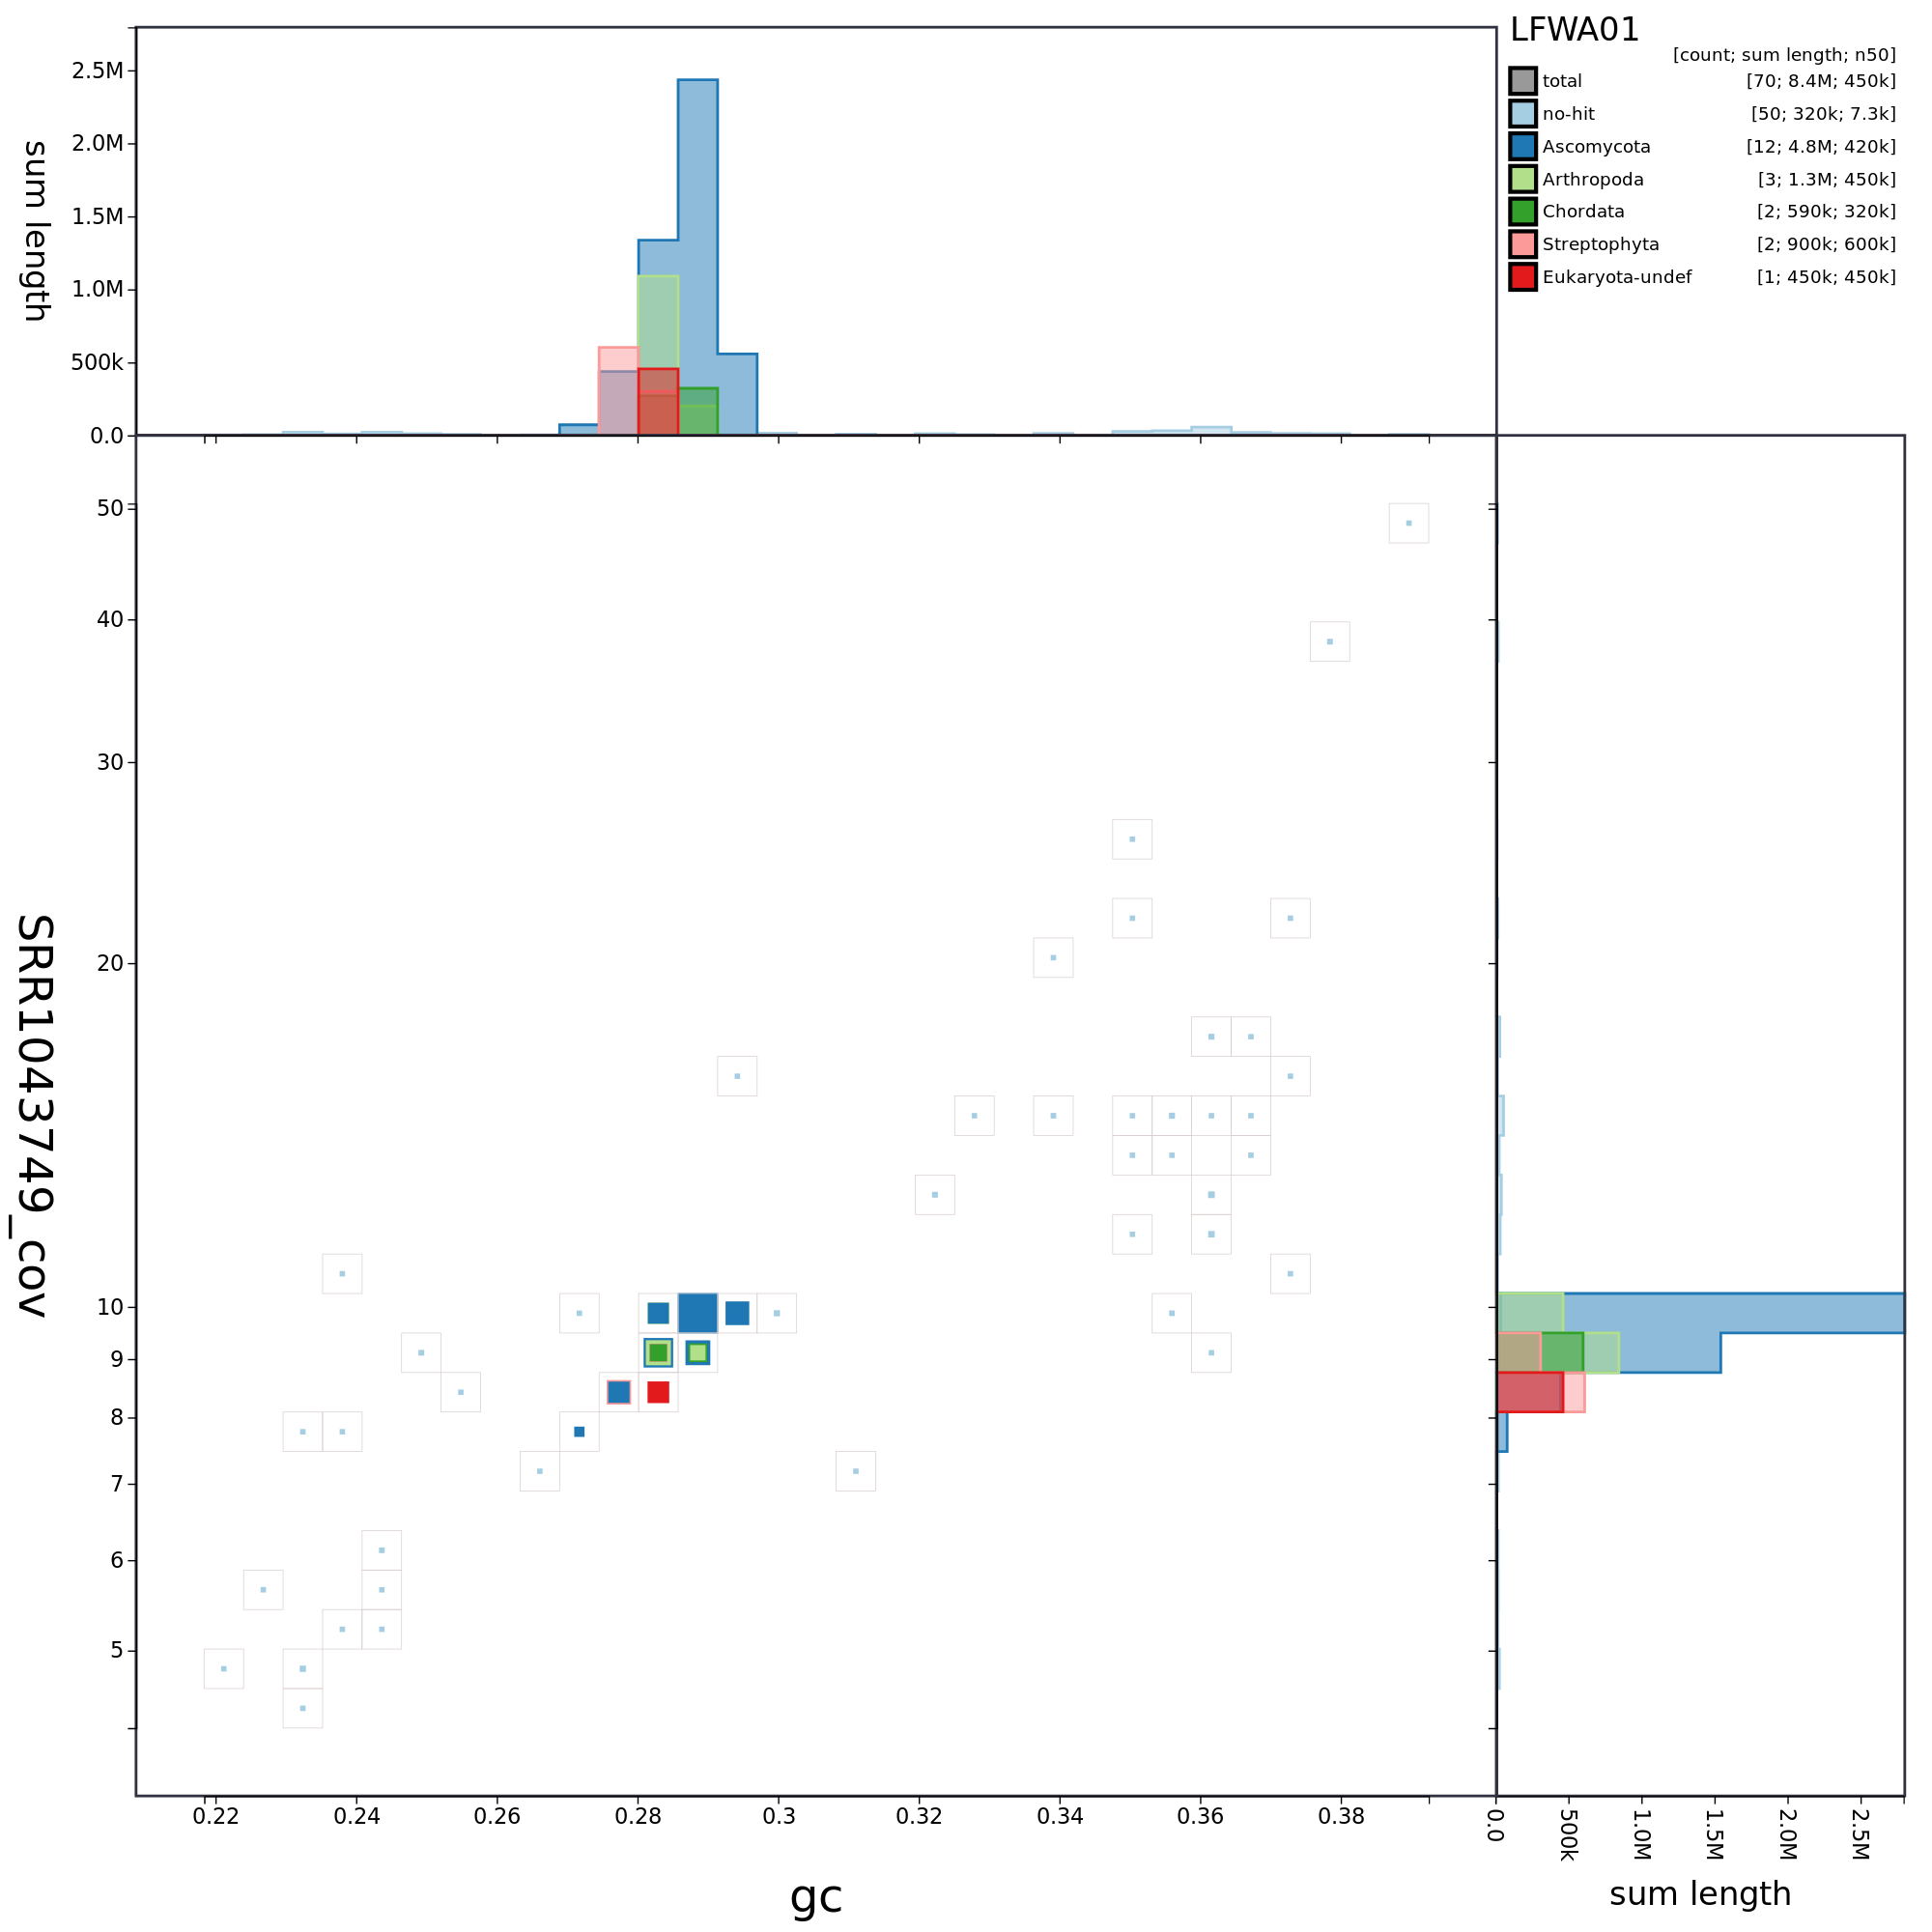 LFWA01
[count; sum length; n50]
total [70; 8.4M; 450k]
no-hit [50; 320k; 7.3k]
Ascomycota [12; 4.8M; 420k]
Arthropoda [3; 1.3M; 450k]
Chordata [2; 590k; 320k]
Streptophyta [2; 900k; 600k]
Eukaryota-undef [1; 450k; 450k]
sum length
2.5M
2.0M
1.5M
1.0M
500k
0.0
SRR1043749_cov
50
40
30
20
10
9
8
7
6
5
0.22 0.24 0.26 0.28 0.3 0.32 0.34 0.36 0.38
gc
0.0 500k 1.0M 1.5M 2.0M 2.5M
sum length